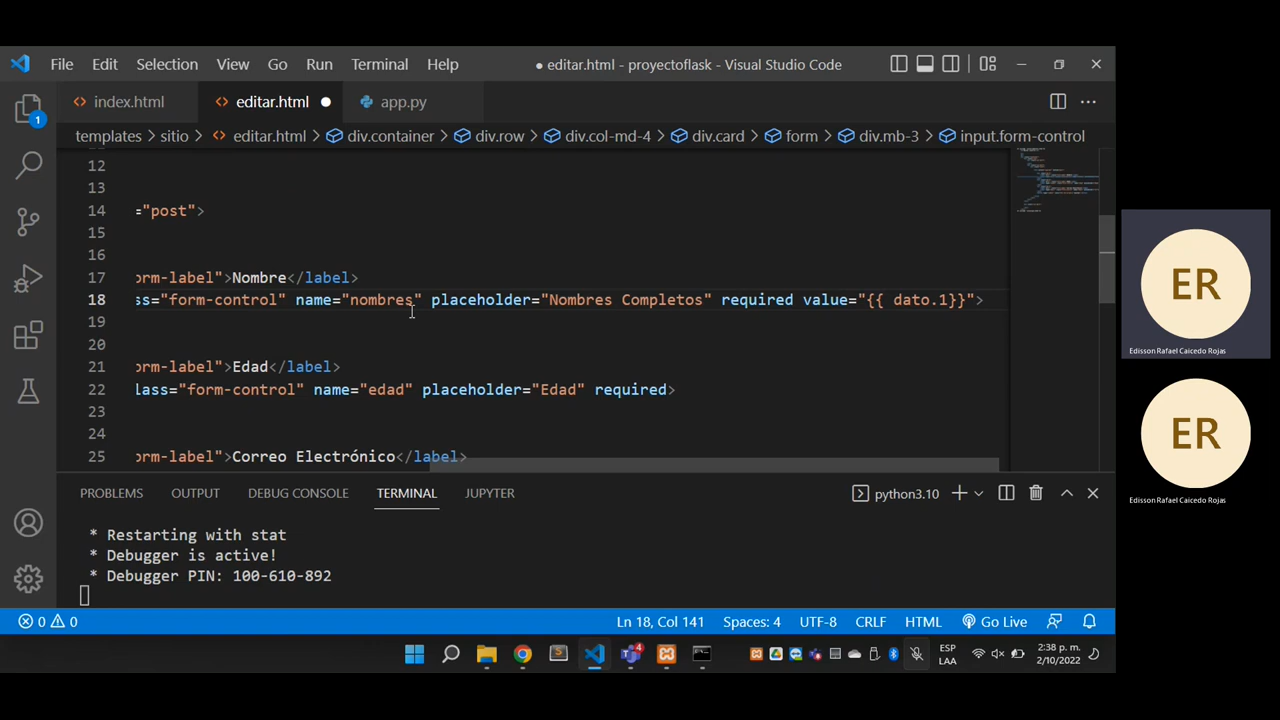 File Edit Selection View Go Run Terminal Help ● editar.html - proyectoflask - Visual Studio Code
index.html editar.html ● app.py
templates > sitio > editar.html > div.container > div.row > div.col-md-4 > div.card > form > div.mb-3 > input.form-control
12
13
14 ="post">
15
16
17 orm-label">Nombre</label>
18 ss="form-control" name="nombres" placeholder="Nombres Completos" required value="{{ dato.1}}">
19
20
21 orm-label">Edad</label>
22 lass="form-control" name="edad" placeholder="Edad" required>
23
24
25 orm-label">Correo Electrónico</label>
PROBLEMS OUTPUT DEBUG CONSOLE TERMINAL JUPYTER python3.10
* Restarting with stat
* Debugger is active!
* Debugger PIN: 100-610-892
0 0 Ln 18, Col 141 Spaces: 4 UTF-8 CRLF HTML Go Live
1
4
ESP
LAA
2:38 p. m.
2/10/2022
ER
Edisson Rafael Caicedo Rojas
ER
Edisson Rafael Caicedo Rojas